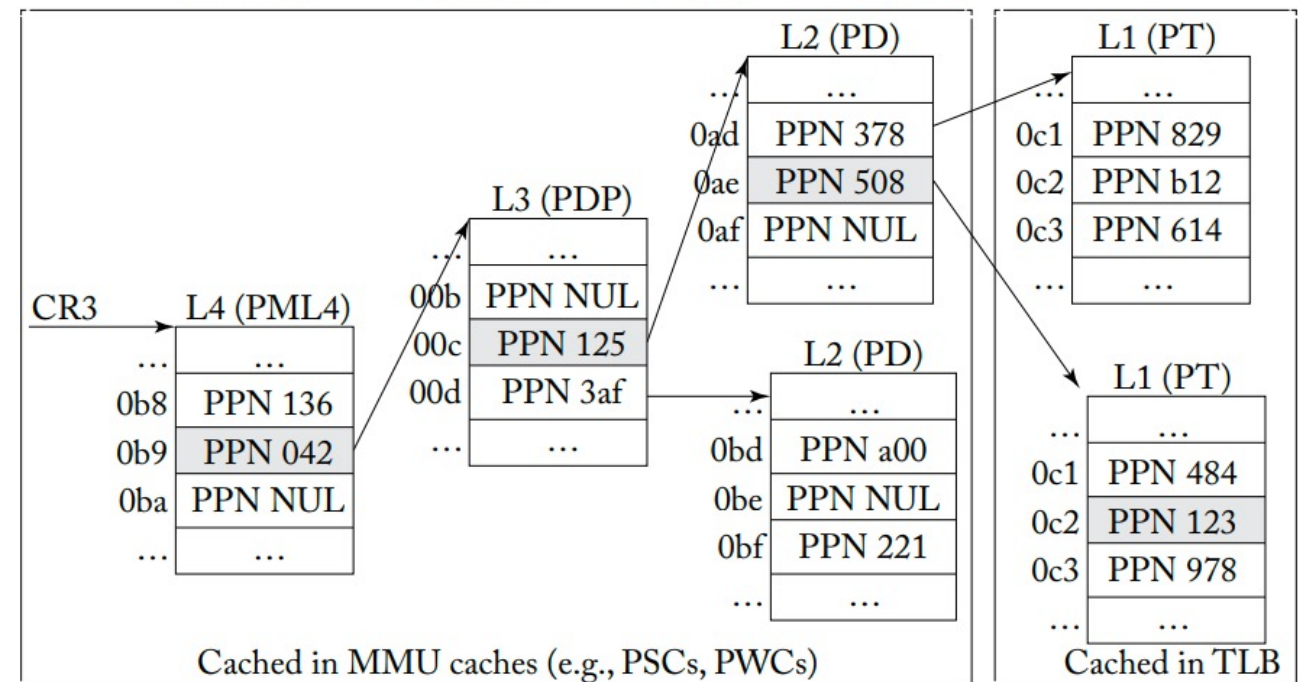 CR3
L4 (PML4)
... ...
0b8 PPN 136
0b9 PPN 042
0ba PPN NUL
... ...
L3 (PDP)
... ...
00b PPN NUL
00c PPN 125
00d PPN 3af
... ...
L2 (PD)
... ...
0ad PPN 378
0ae PPN 508
0af PPN NUL
... ...
L2 (PD)
... ...
0bd PPN a00
0be PPN NUL
0bf PPN 221
... ...
Cached in MMU caches (e.g., PSCs, PWCs)
L1 (PT)
... ...
0c1 PPN 829
0c2 PPN b12
0c3 PPN 614
... ...
L1 (PT)
... ...
0c1 PPN 484
0c2 PPN 123
0c3 PPN 978
... ...
Cached in TLB